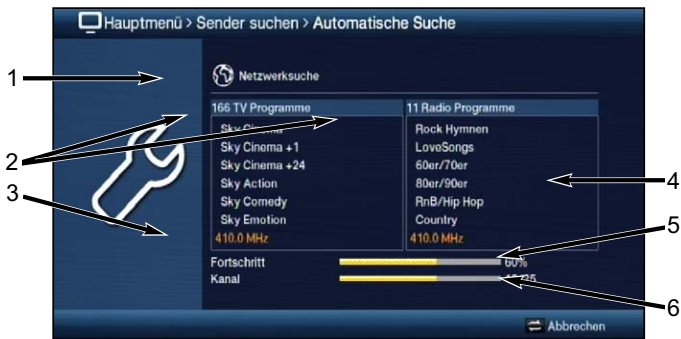 Hauptmenü > Sender suchen > Automatische Suche
Netzwerksuche
166 TV Programme
11 Radio Programme
Sky Cinema
Rock Hymnen
Sky Cinema +1
LoveSongs
Sky Cinema +24
60er/70er
Sky Action
80er/90er
Sky Comedy
RnB/Hip Hop
Sky Emotion
Country
410.0 MHz
410.0 MHz
Fortschritt
60%
Kanal
Abbrechen
1
2
3
4
5
6